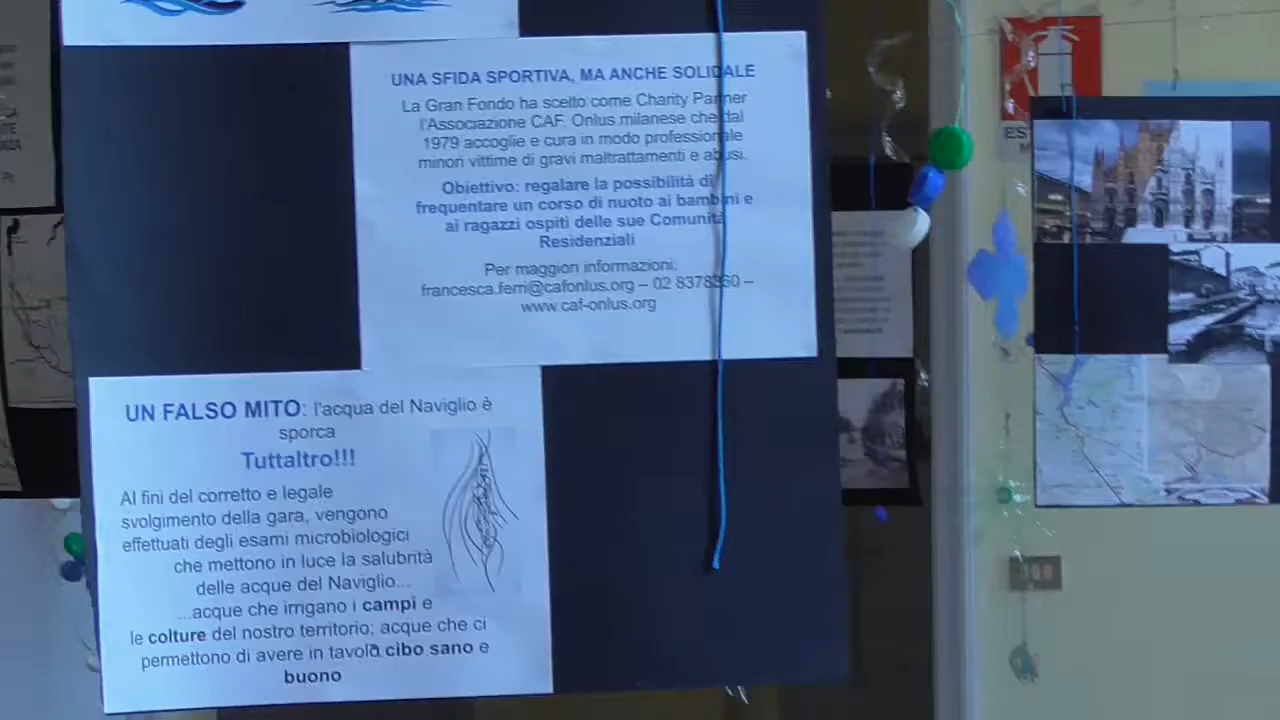 UNA SFIDA SPORTIVA, MA ANCHE SOLIDALE
La Gran Fondo ha scelto come Charity Partner
l'Associazione CAF, Onlus milanese che dal
1979 accoglie e cura in modo professionale
minori vittime di gravi maltrattamenti e abusi.
Obiettivo: regalare la possibilità di
frequentare un corso di nuoto ai bambini e
ai ragazzi ospiti delle sue Comunità
Residenziali
Per maggiori informazioni:
francesca.ferri@cafonlus.org – 02 8378360 –
www.caf-onlus.org
UN FALSO MITO: l'acqua del Naviglio è
sporca
Tuttaltro!!!
Al fini del corretto e legale
svolgimento della gara, vengono
effettuati degli esami microbiologici
che mettono in luce la salubrità
delle acque del Naviglio...
...acque che irrigano i campi e
le colture del nostro territorio; acque che ci
permettono di avere in tavola cibo sano e
buono